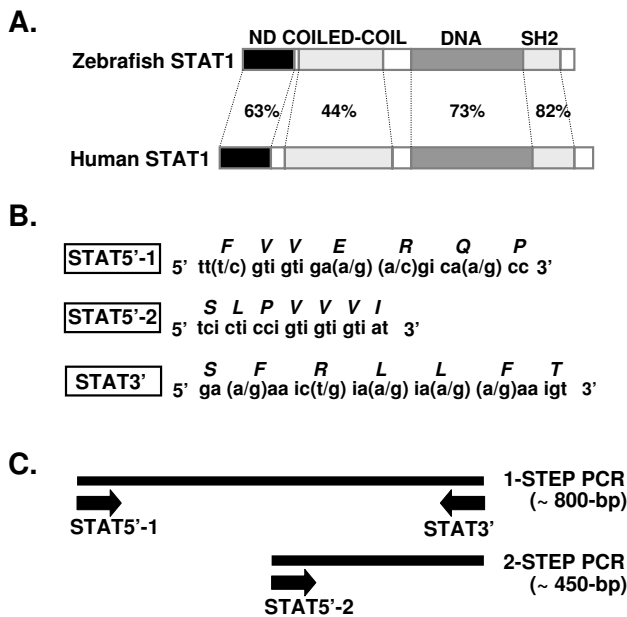 A.
ND COILED-COIL DNA SH2
Zebrafish STAT1
63% 44% 73% 82%
Human STAT1
B.
F V V E R Q P
STAT5'-1 5' tt(t/c) gti gti ga(a/g) (a/c)gi ca(a/g) cc 3'
S L P V V V I
STAT5'-2 5' tci cti cci gti gti gti at 3'
S F R L L F T
STAT3' 5' ga (a/g)aa ic(t/g) ia(a/g) ia(a/g) (a/g)aa igt 3'
C.
1-STEP PCR
(~ 800-bp)
STAT5'-1 STAT3'
2-STEP PCR
(~ 450-bp)
STAT5'-2